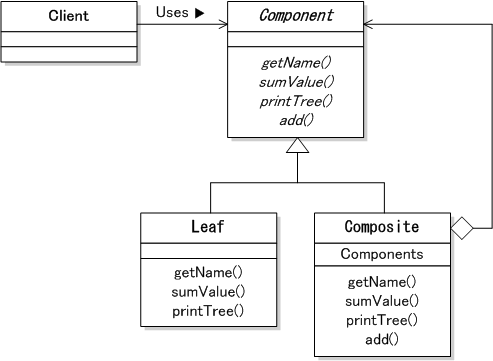 Client
Uses ▶
Component
getName()
sumValue()
printTree()
add()
Leaf
getName()
sumValue()
printTree()
Composite
Components
getName()
sumValue()
printTree()
add()